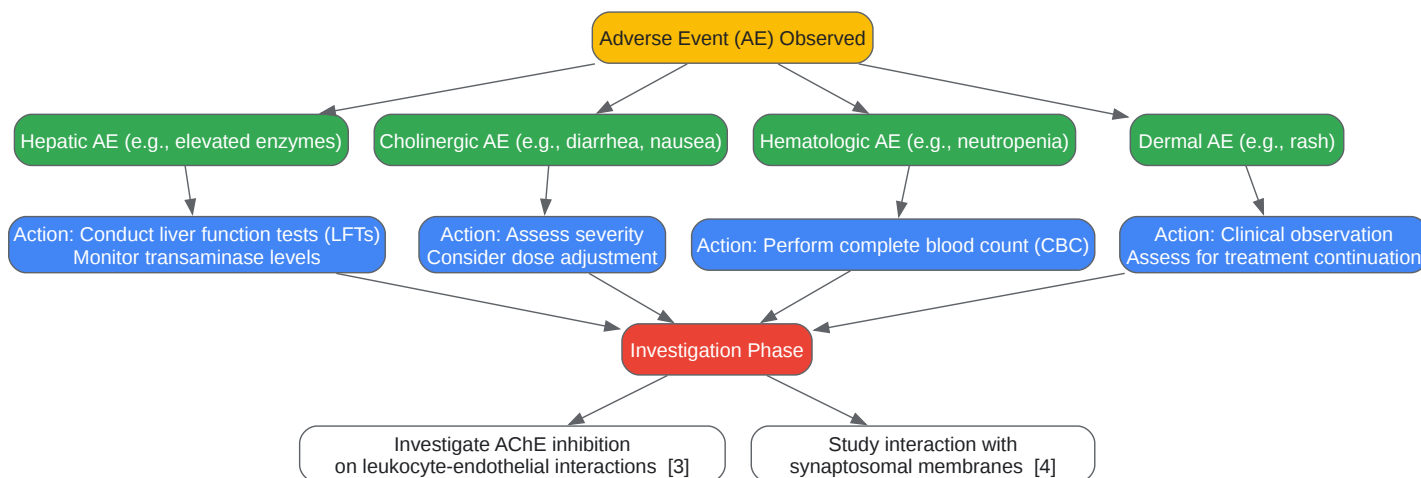 Adverse Event (AE) Observed
Hepatic AE (e.g., elevated enzymes)
Cholinergic AE (e.g., diarrhea, nausea)
Hematologic AE (e.g., neutropenia)
Dermal AE (e.g., rash)
Action: Conduct liver function tests (LFTs)
Monitor transaminase levels
Action: Assess severity
Consider dose adjustment
Action: Perform complete blood count (CBC)
Action: Clinical observation
Assess for treatment continuation
Investigation Phase
Investigate AChE inhibition
on leukocyte-endothelial interactions [3]
Study interaction with
synaptosomal membranes [4]